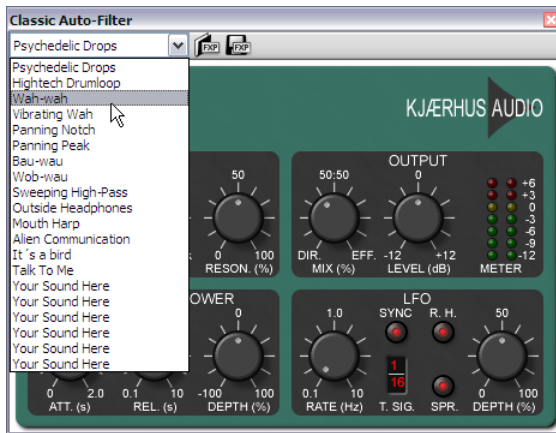 Classic Auto-Filter
Psychedelic Drops
FXP FXP
Psychedelic Drops
Hightech Drumloop
Wah-wah
Vibrating Wah
Panning Notch
Panning Peak
Bau-wau
Wob-wau
Sweeping High-Pass
Outside Headphones
Mouth Harp
Alien Communication
It´s a bird
Talk To Me
Your Sound Here
Your Sound Here
Your Sound Here
Your Sound Here
Your Sound Here
Your Sound Here
KJÆRHUS AUDIO
50
0 100
RESON. (%)
OUTPUT
50:50
DIR. EFF.
MIX (%)
0
-12 +12
LEVEL (dB)
+6
+3
0
-3
-6
-9
-12
METER
0 2.0
ATT. (s)
0.1 10
REL. (s)
0
-100 100
DEPTH (%)
LFO
1.0
0.1 10
RATE (Hz)
SYNC R. H.
1
16
T. SIG. SPR.
50
0 100
DEPTH (%)